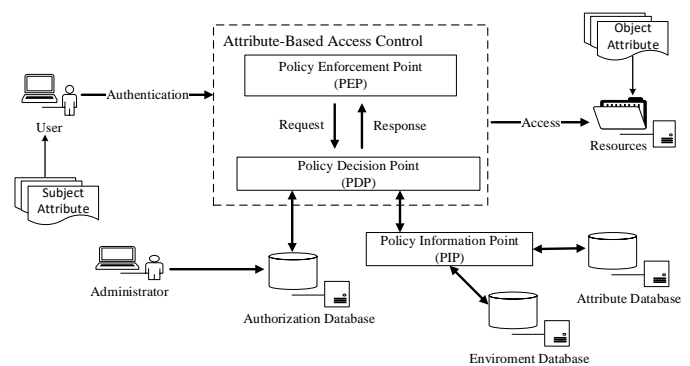 Attribute-Based Access Control
Object
Attribute
Policy Enforcement Point
(PEP)
Authentication
Request
Response
Access
User
Resources
Policy Decision Point
(PDP)
Subject
Attribute
Policy Information Point
(PIP)
Administrator
Authorization Database
Attribute Database
Enviroment Database